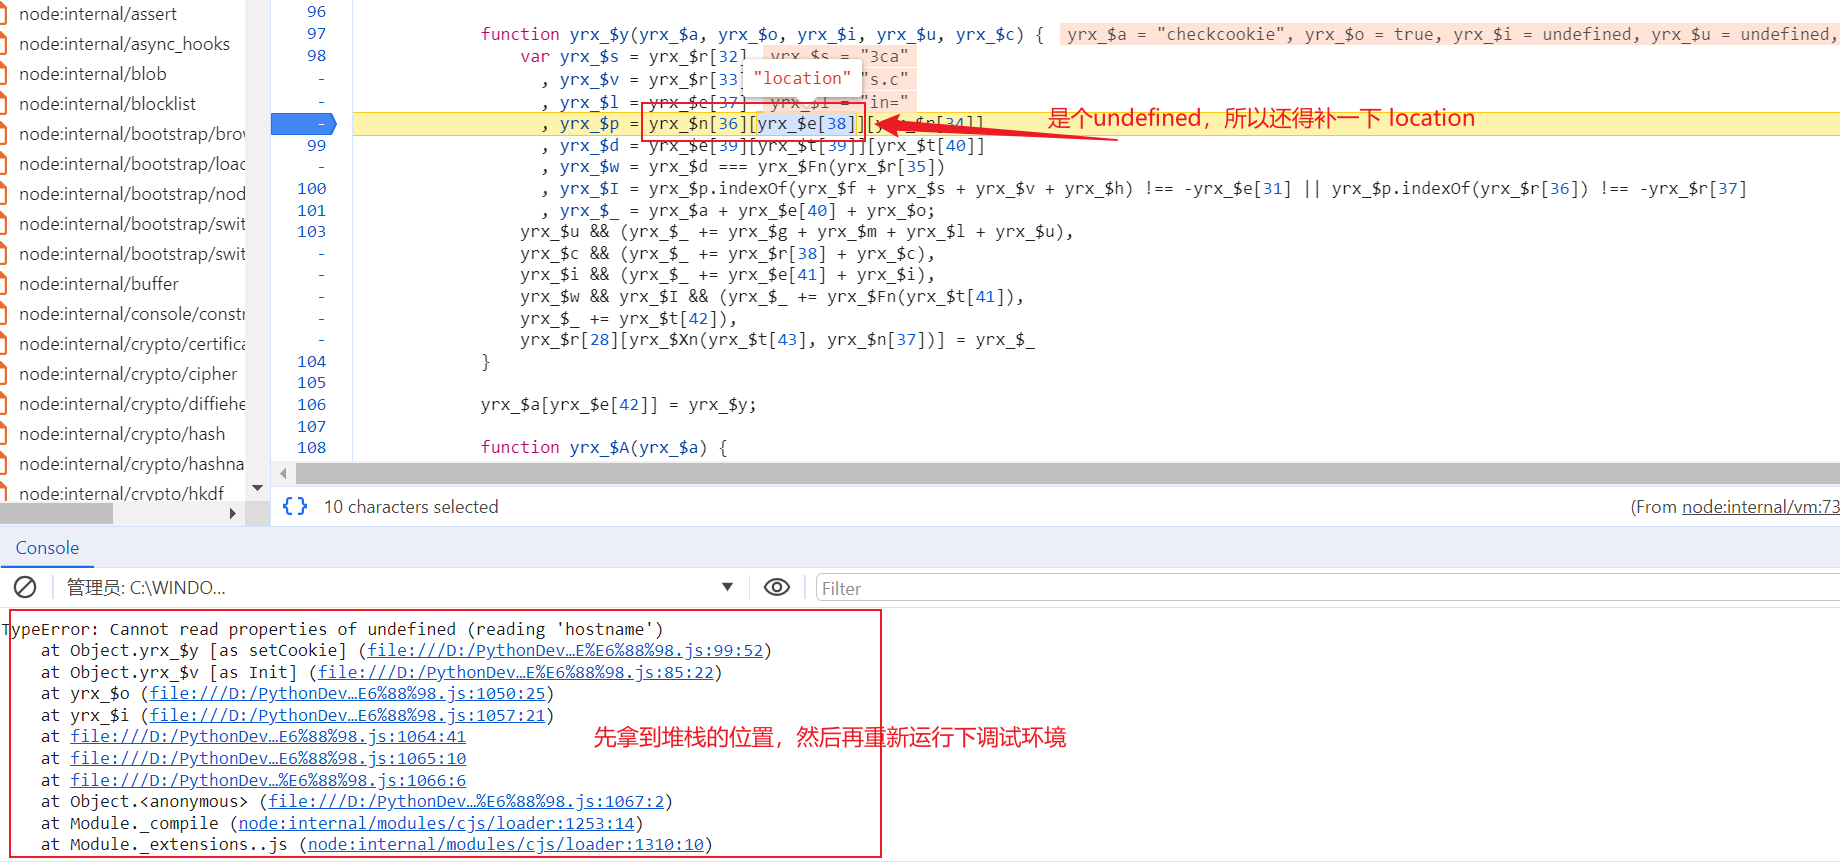 node:internal/assert
node:internal/async_hooks
node:internal/blob
node:internal/blocklist
node:internal/bootstrap/brow
node:internal/bootstrap/load
node:internal/bootstrap/nod
node:internal/bootstrap/swit
node:internal/bootstrap/swit
node:internal/buffer
node:internal/console/constr
node:internal/crypto/certifica
node:internal/crypto/cipher
node:internal/crypto/diffiehe
node:internal/crypto/hash
node:internal/crypto/hashna
node:internal/crypto/hkdf
96
97 function yrx_$y(yrx_$a, yrx_$o, yrx_$i, yrx_$u, yrx_$c) { yrx_$a = "checkcookie", yrx_$o = true, yrx_$i = undefined, yrx_$u = undefined,
98 var yrx_$s = yrx_$r[32] yrx_$s = "3ca"
- , yrx_$v = yrx_$r[33] "location" "s.c"
- , yrx_$l = yrx_$e[37] yrx_$l = "in="
- , yrx_$p = yrx_$n[36][yrx_$e[38]][yrx_$r[34]]
是个undefined，所以还得补一下 location
99 , yrx_$d = yrx_$e[39][yrx_$t[39]][yrx_$t[40]]
- , yrx_$w = yrx_$d === yrx_$Fn(yrx_$r[35])
100 , yrx_$I = yrx_$p.indexOf(yrx_$f + yrx_$s + yrx_$v + yrx_$h) !== -yrx_$e[31] || yrx_$p.indexOf(yrx_$r[36]) !== -yrx_$r[37]
101 , yrx_$_ = yrx_$a + yrx_$e[40] + yrx_$o;
103 yrx_$u && (yrx_$_ += yrx_$g + yrx_$m + yrx_$l + yrx_$u),
- yrx_$c && (yrx_$_ += yrx_$r[38] + yrx_$c),
- yrx_$i && (yrx_$_ += yrx_$e[41] + yrx_$i),
- yrx_$w && yrx_$I && (yrx_$_ += yrx_$Fn(yrx_$t[41]),
- yrx_$_ += yrx_$t[42]),
- yrx_$r[28][yrx_$Xn(yrx_$t[43], yrx_$n[37])] = yrx_$_
104 }
105
106 yrx_$a[yrx_$e[42]] = yrx_$y;
107
108 function yrx_$A(yrx_$a) {
{} 10 characters selected
(From node:internal/vm:73
Console
管理员: C:\WINDO...
Filter
TypeError: Cannot read properties of undefined (reading 'hostname')
at Object.yrx_$y [as setCookie] (file:///D:/PythonDev…E%E6%88%98.js:99:52)
at Object.yrx_$v [as Init] (file:///D:/PythonDev…E%E6%88%98.js:85:22)
at yrx_$o (file:///D:/PythonDev…E6%88%98.js:1050:25)
at yrx_$i (file:///D:/PythonDev…E6%88%98.js:1057:21)
at file:///D:/PythonDev…E6%88%98.js:1064:41
at file:///D:/PythonDev…E6%88%98.js:1065:10
at file:///D:/PythonDev…%E6%88%98.js:1066:6
at Object.<anonymous> (file:///D:/PythonDev…%E6%88%98.js:1067:2)
at Module._compile (node:internal/modules/cjs/loader:1253:14)
at Module._extensions..js (node:internal/modules/cjs/loader:1310:10)
先拿到堆栈的位置，然后再重新运行下调试环境